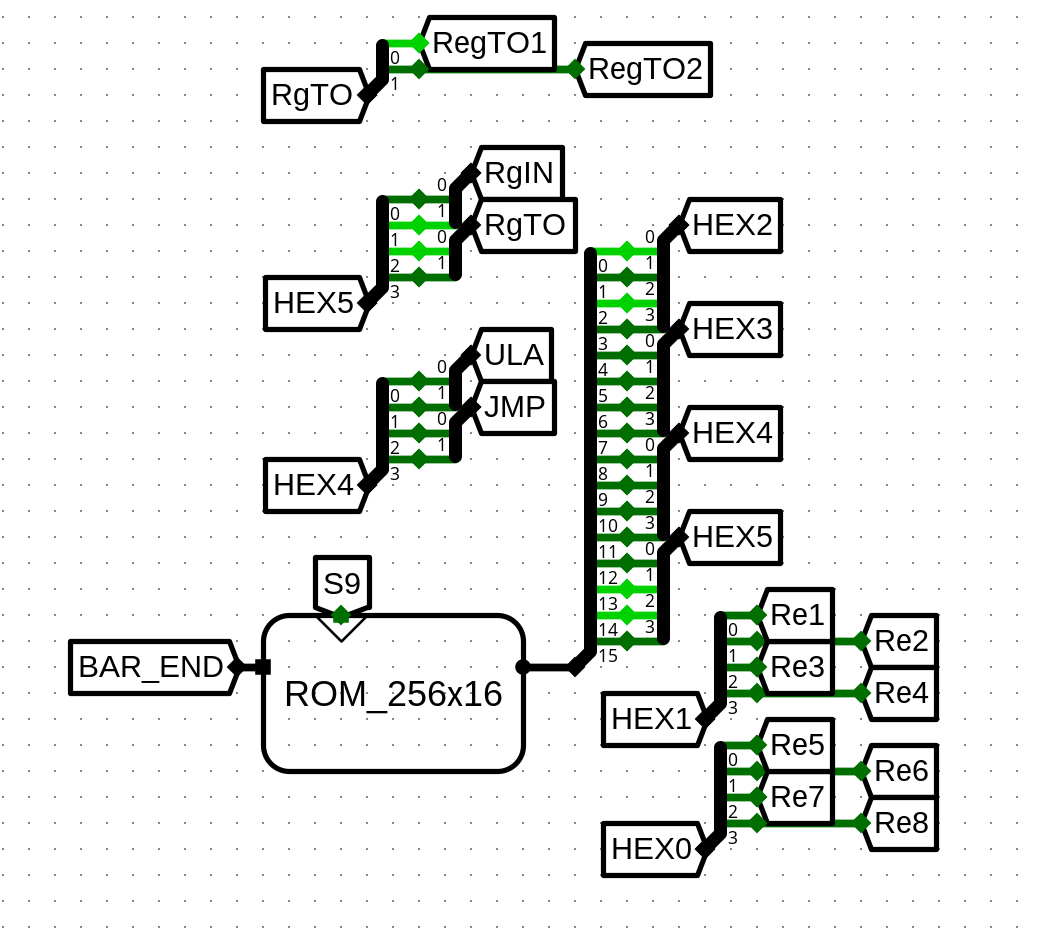 RegTO1
0
RegTO2
1
RgTO
RgIN
0
0
1
RgTO
1
0
2
1
3
HEX5
ULA
0
0
1
JMP
1
0
2
1
3
HEX4
HEX2
0
0
1
1
2
2
3
HEX3
3
0
4
1
5
2
6
3
HEX4
7
0
8
1
9
2
10
3
HEX5
11
0
12
1
13
2
14
3
15
S9
BAR_END
ROM_256x16
Re1
0
Re2
1
Re3
2
Re4
3
HEX1
Re5
0
Re6
1
Re7
2
Re8
3
HEX0